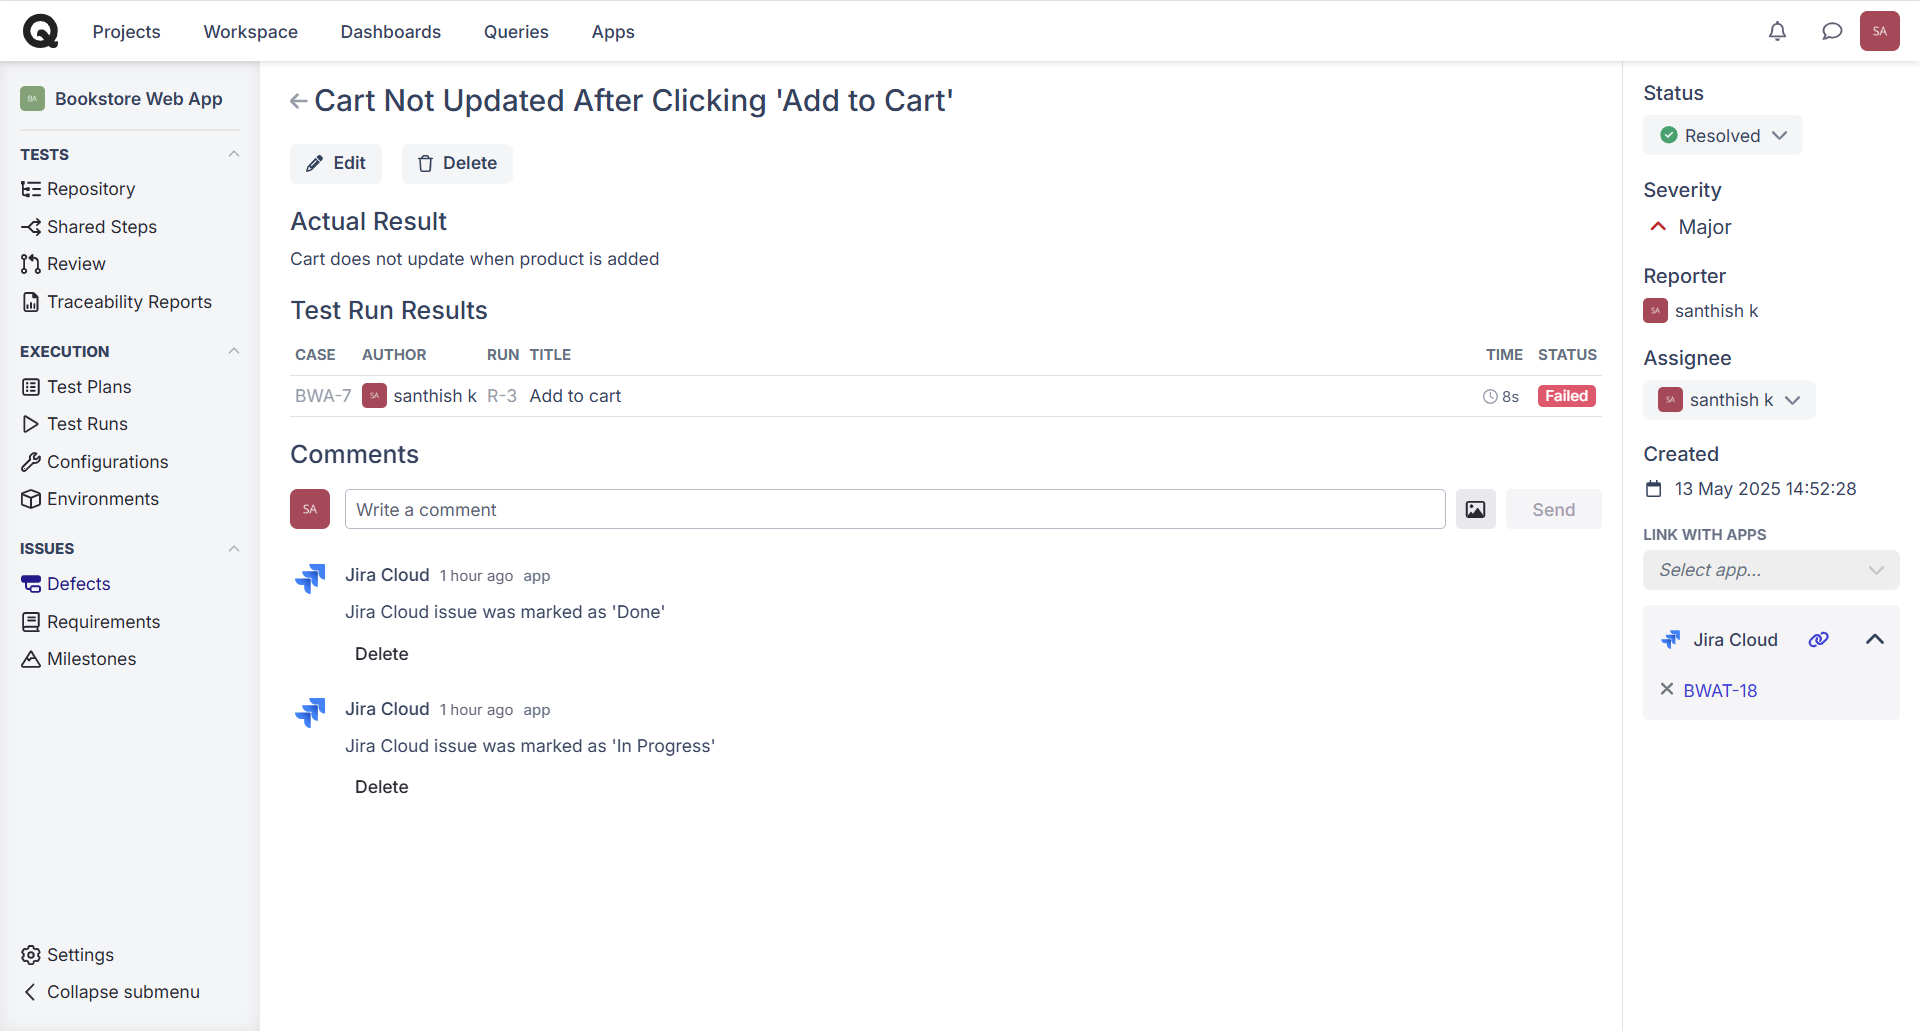 Projects
Workspace
Dashboards
Queries
Apps
SA
BA
Bookstore Web App
TESTS
Repository
Shared Steps
Review
Traceability Reports
EXECUTION
Test Plans
Test Runs
Configurations
Environments
ISSUES
Defects
Requirements
Milestones
Settings
Collapse submenu
Cart Not Updated After Clicking 'Add to Cart'
Edit
Delete
Actual Result
Cart does not update when product is added
Test Run Results
CASE AUTHOR RUN TITLE TIME STATUS
BWA-7 SA santhish k R-3 Add to cart 8s Failed
Comments
SA
Write a comment
Send
Jira Cloud 1 hour ago app
Jira Cloud issue was marked as 'Done'
Delete
Jira Cloud 1 hour ago app
Jira Cloud issue was marked as 'In Progress'
Delete
Status
Resolved
Severity
Major
Reporter
SA santhish k
Assignee
SA santhish k
Created
13 May 2025 14:52:28
LINK WITH APPS
Select app...
Jira Cloud
BWAT-18